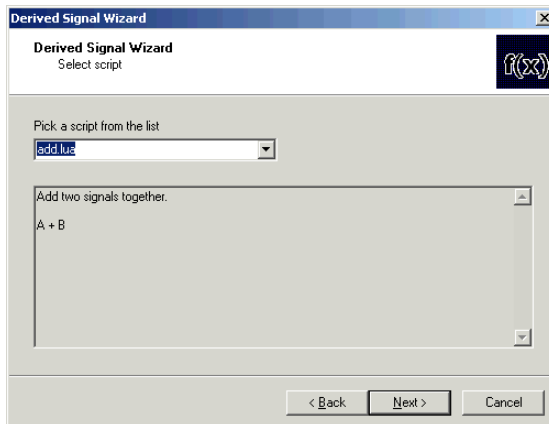 Derived Signal Wizard
Derived Signal Wizard
Select script
f(x)
Pick a script from the list
add.lua
Add two signals together.
A + B
< Back
Next >
Cancel